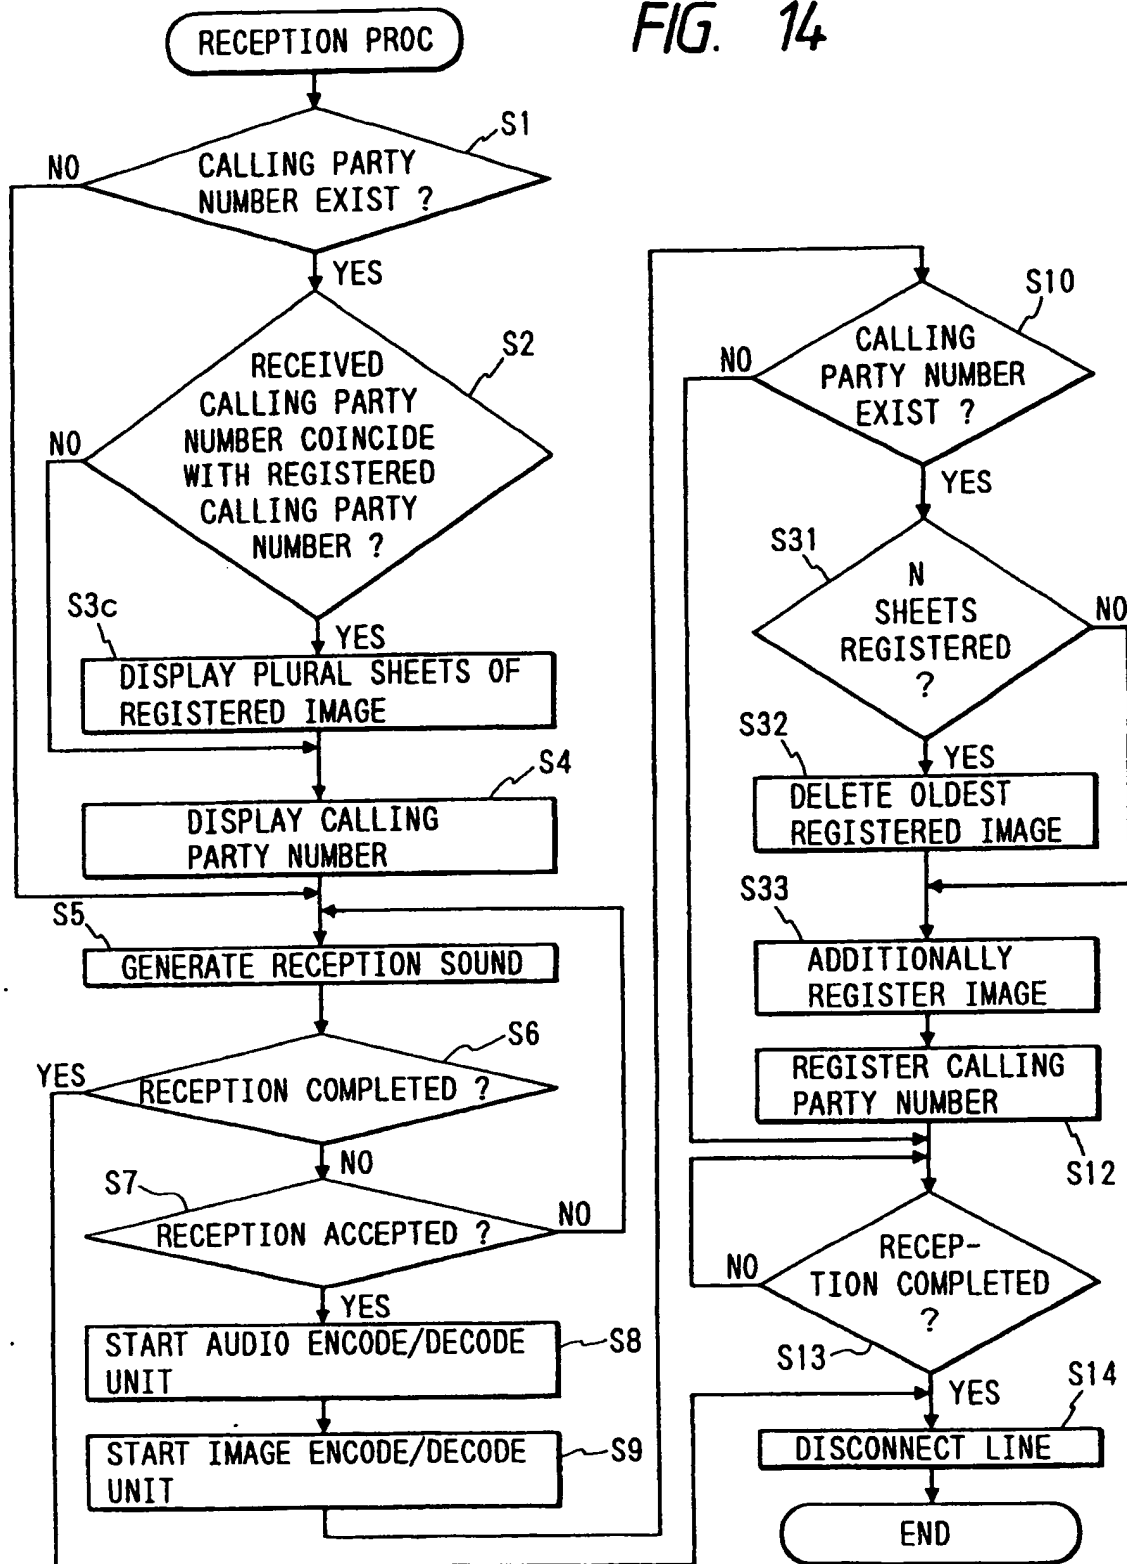 FIG. 14
RECEPTION PROC
S1
CALLING PARTY
NUMBER EXIST ?
NO
YES
S2
RECEIVED
CALLING PARTY
NUMBER COINCIDE
WITH REGISTERED
CALLING PARTY
NUMBER ?
NO
YES
S3c
DISPLAY PLURAL SHEETS OF
REGISTERED IMAGE
S4
DISPLAY CALLING
PARTY NUMBER
S5
GENERATE RECEPTION SOUND
S6
RECEPTION COMPLETED ?
YES
NO
S7
RECEPTION ACCEPTED ?
NO
YES
START AUDIO ENCODE/DECODE
UNIT
S8
START IMAGE ENCODE/DECODE
UNIT
S9
S10
CALLING
PARTY NUMBER
EXIST ?
NO
YES
S31
N
SHEETS
REGISTERED
?
NO
YES
S32
DELETE OLDEST
REGISTERED IMAGE
S33
ADDITIONALLY
REGISTER IMAGE
REGISTER CALLING
PARTY NUMBER
S12
RECEP-
TION COMPLETED
?
NO
S13
YES
S14
DISCONNECT LINE
END